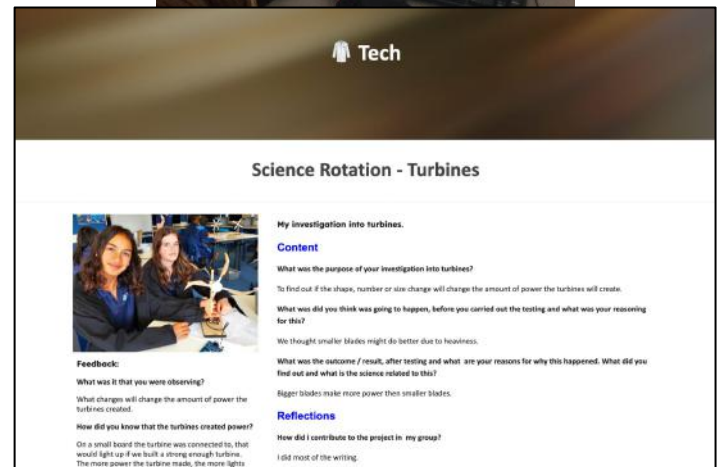 Tech
Science Rotation - Turbines
My investigation into turbines.
Content
What was the purpose of your investigation into turbines?
To find out if the shape, number or size change will change the amount of power the turbines will create.
What was did you think was going to happen, before you carried out the testing and what was your reasoning
for this?
We thought smaller blades might do better due to heaviness.
What was the outcome / result, after testing and what are your reasons for why this happened. What did you
find out and what is the science related to this?
Bigger blades make more power then smaller blades.
Reflections
How did I contribute to the project in my group?
I did most of the writing.
Feedback:
What was it that you were observing?
What changes will change the amount of power the
turbines created.
How did you know that the turbines created power?
On a small board the turbine was connected to, that
would light up if we built a strong enough turbine.
The more power the turbine made, the more lights